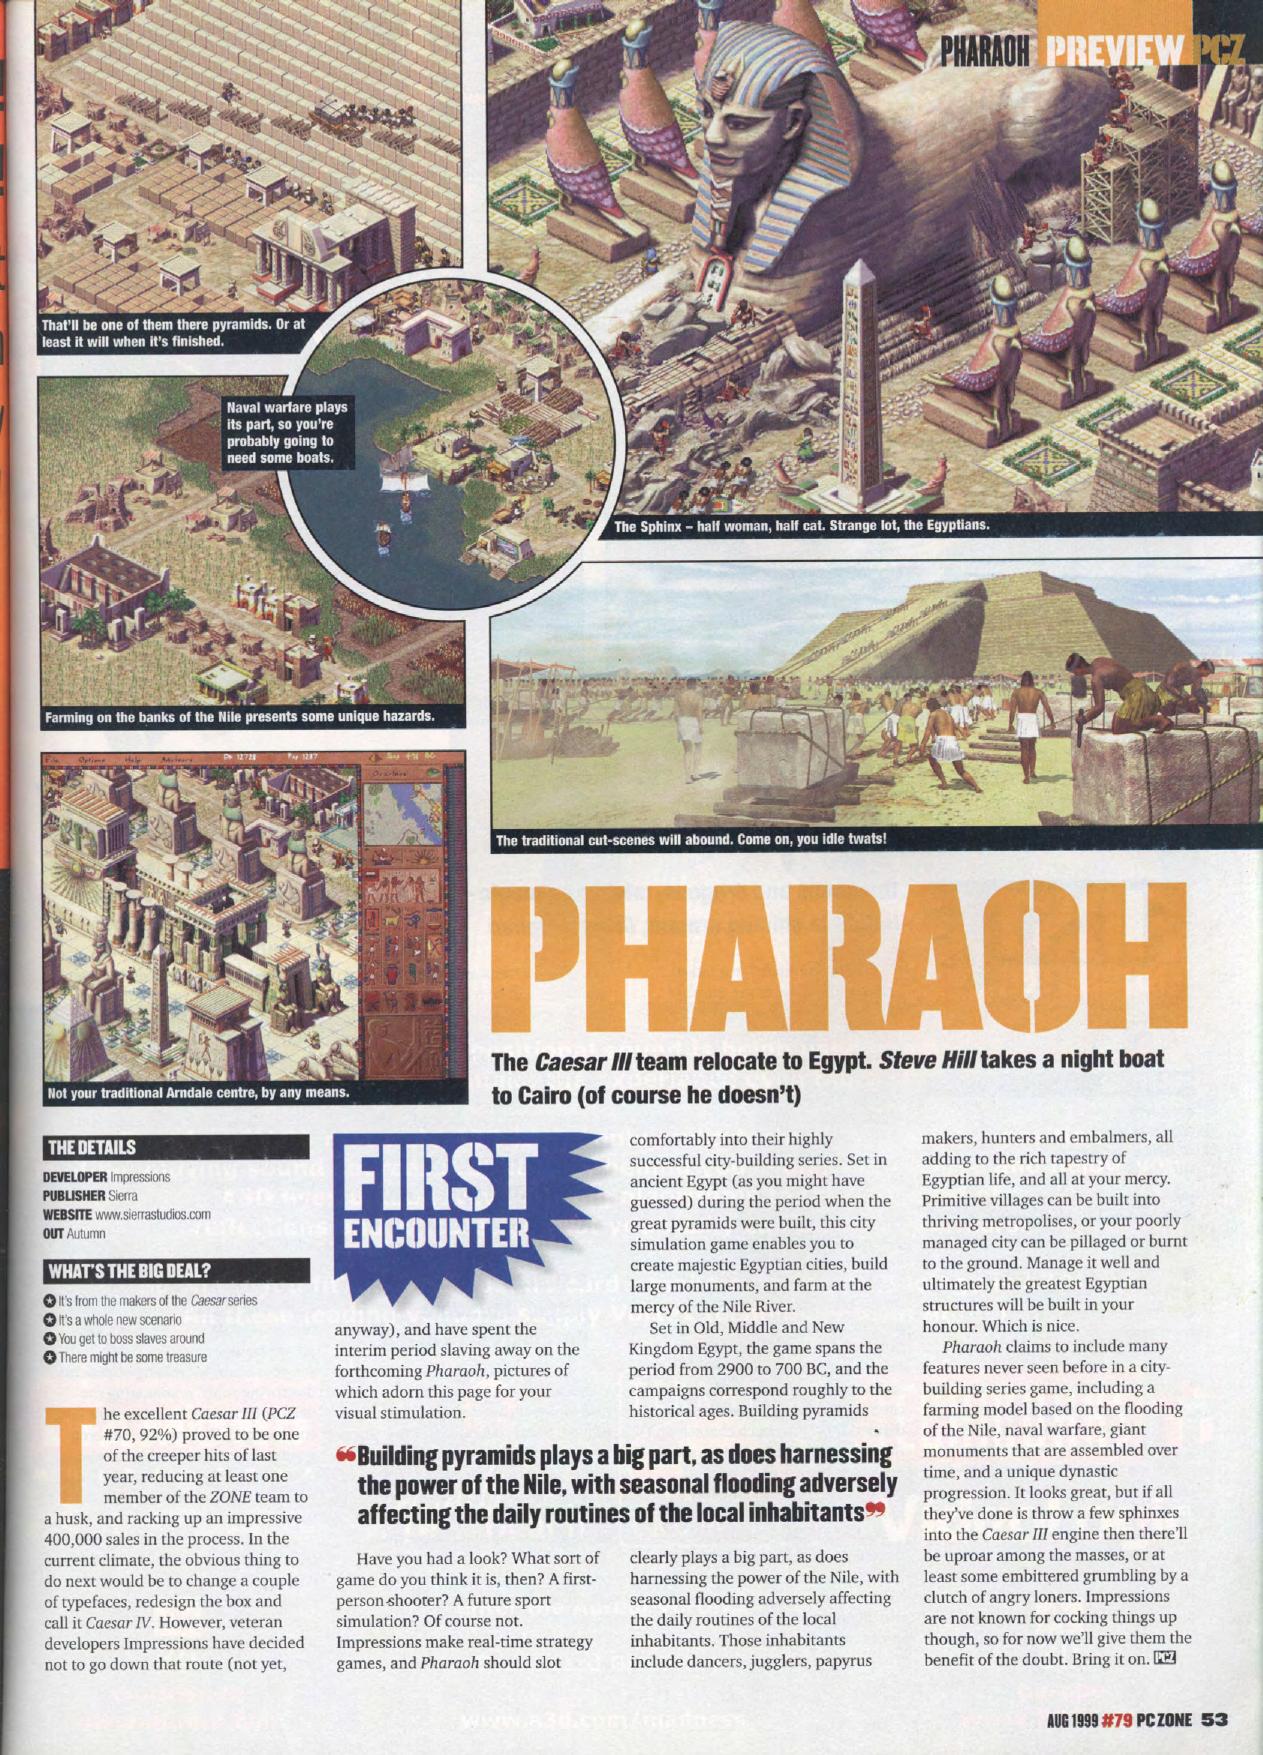 PHARAOH PREVIEW PCZ
That'll be one of them there pyramids. Or at
least it will when it's finished.
Naval warfare plays
its part, so you're
probably going to
need some boats.
The Sphinx – half woman, half cat. Strange lot, the Egyptians.
Farming on the banks of the Nile presents some unique hazards.
The traditional cut-scenes will abound. Come on, you idle twats!
File Options Help Advisors Db 12728 Pop 1287
Overlays
Not your traditional Arndale centre, by any means.
PHARAOH
The Caesar III team relocate to Egypt. Steve Hill takes a night boat
to Cairo (of course he doesn't)
THE DETAILS
DEVELOPER Impressions
PUBLISHER Sierra
WEBSITE www.sierrastudios.com
OUT Autumn
WHAT'S THE BIG DEAL?
It's from the makers of the Caesar series
It's a whole new scenario
You get to boss slaves around
There might be some treasure
FIRST
ENCOUNTER
The excellent Caesar III (PCZ
#70, 92%) proved to be one
of the creeper hits of last
year, reducing at least one
member of the ZONE team to
a husk, and racking up an impressive
400,000 sales in the process. In the
current climate, the obvious thing to
do next would be to change a couple
of typefaces, redesign the box and
call it Caesar IV. However, veteran
developers Impressions have decided
not to go down that route (not yet,
anyway), and have spent the
interim period slaving away on the
forthcoming Pharaoh, pictures of
which adorn this page for your
visual stimulation.
“Building pyramids plays a big part, as does harnessing
the power of the Nile, with seasonal flooding adversely
affecting the daily routines of the local inhabitants”
Have you had a look? What sort of
game do you think it is, then? A first-
person-shooter? A future sport
simulation? Of course not.
Impressions make real-time strategy
games, and Pharaoh should slot
comfortably into their highly
successful city-building series. Set in
ancient Egypt (as you might have
guessed) during the period when the
great pyramids were built, this city
simulation game enables you to
create majestic Egyptian cities, build
large monuments, and farm at the
mercy of the Nile River.
Set in Old, Middle and New
Kingdom Egypt, the game spans the
period from 2900 to 700 BC, and the
campaigns correspond roughly to the
historical ages. Building pyramids
clearly plays a big part, as does
harnessing the power of the Nile, with
seasonal flooding adversely affecting
the daily routines of the local
inhabitants. Those inhabitants
include dancers, jugglers, papyrus
makers, hunters and embalmers, all
adding to the rich tapestry of
Egyptian life, and all at your mercy.
Primitive villages can be built into
thriving metropolises, or your poorly
managed city can be pillaged or burnt
to the ground. Manage it well and
ultimately the greatest Egyptian
structures will be built in your
honour. Which is nice.
Pharaoh claims to include many
features never seen before in a city-
building series game, including a
farming model based on the flooding
of the Nile, naval warfare, giant
monuments that are assembled over
time, and a unique dynastic
progression. It looks great, but if all
they've done is throw a few sphinxes
into the Caesar III engine then there'll
be uproar among the masses, or at
least some embittered grumbling by a
clutch of angry loners. Impressions
are not known for cocking things up
though, so for now we'll give them the
benefit of the doubt. Bring it on. PCZ
AUG 1999 #79 PC ZONE 53